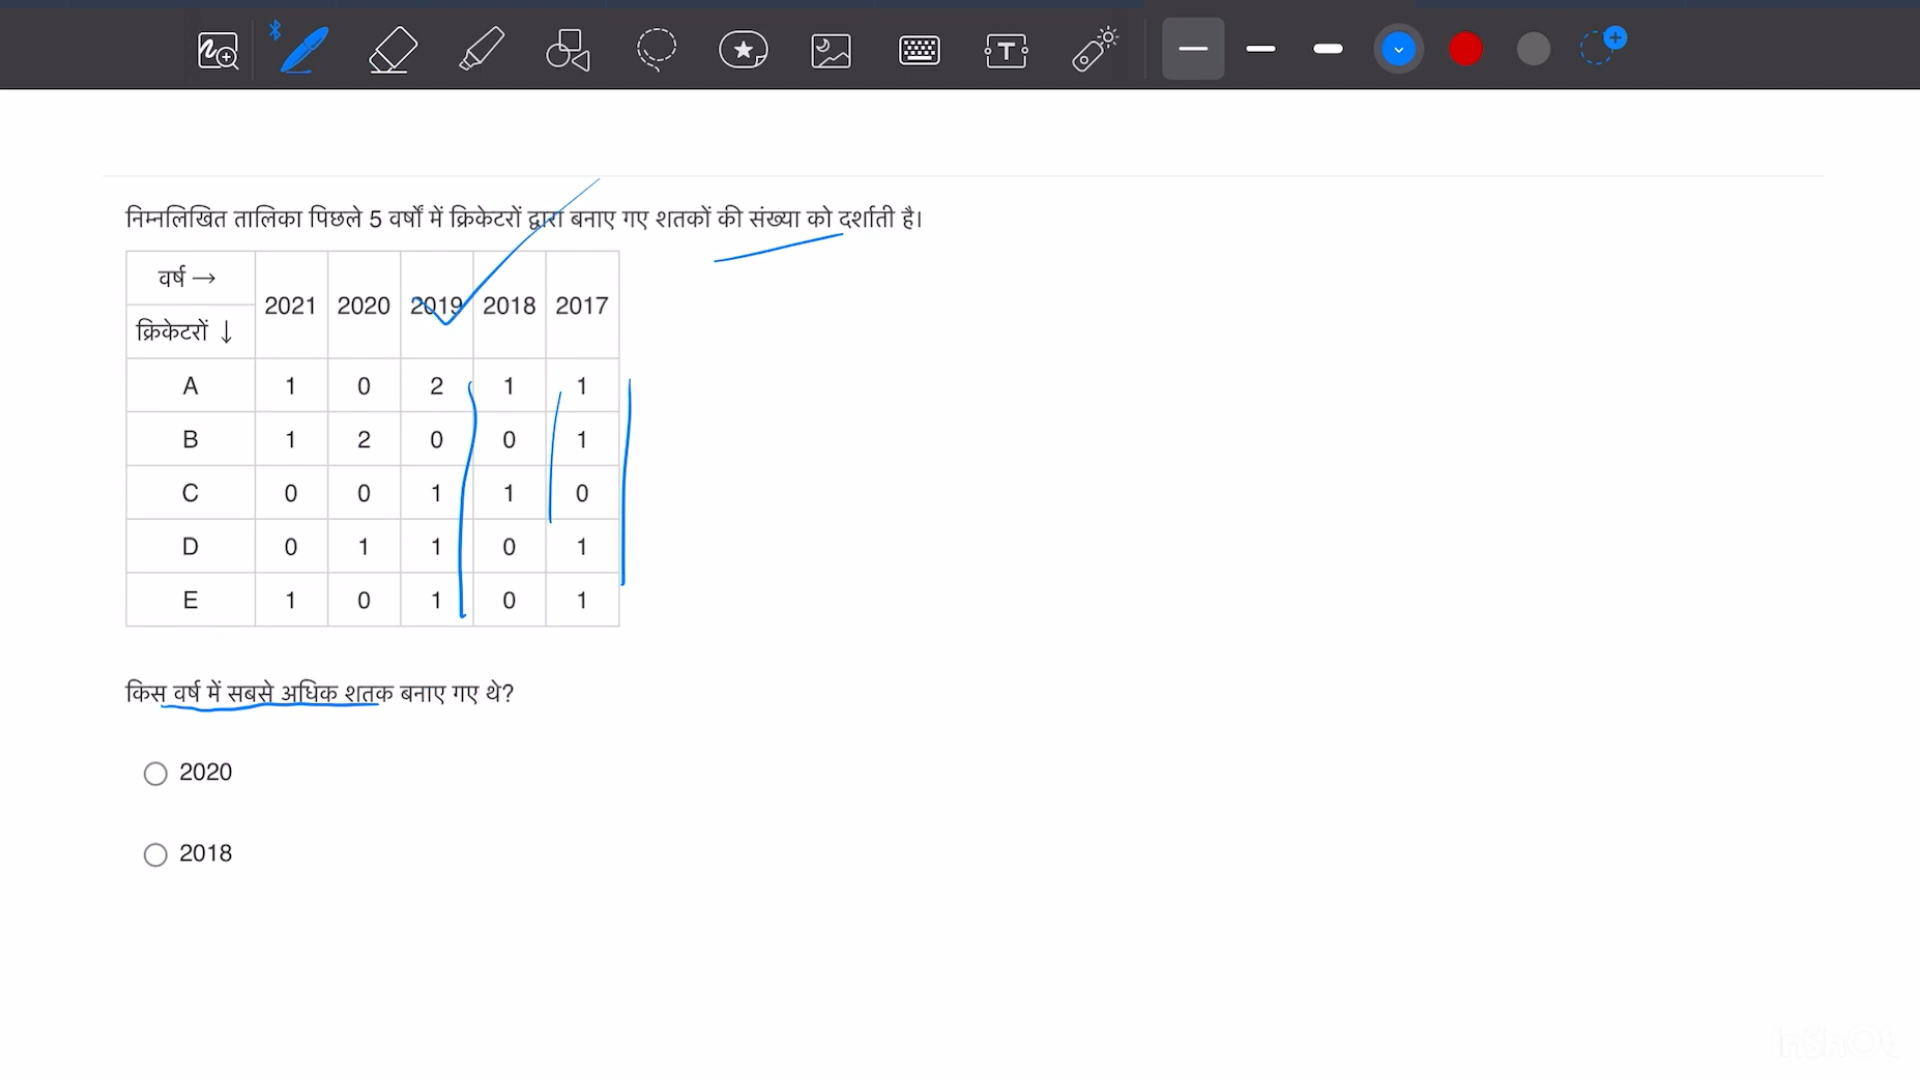 निम्नलिखित तालिका पिछले 5 वर्षों में क्रिकेटरों द्वारा बनाए गए शतकों की संख्या को दर्शाती है।
वर्ष → 2021 2020 2019 2018 2017
क्रिकेटरों ↓
A 1 0 2 1 1
B 1 2 0 0 1
C 0 0 1 1 0
D 0 1 1 0 1
E 1 0 1 0 1
किस वर्ष में सबसे अधिक शतक बनाए गए थे?
2020
2018